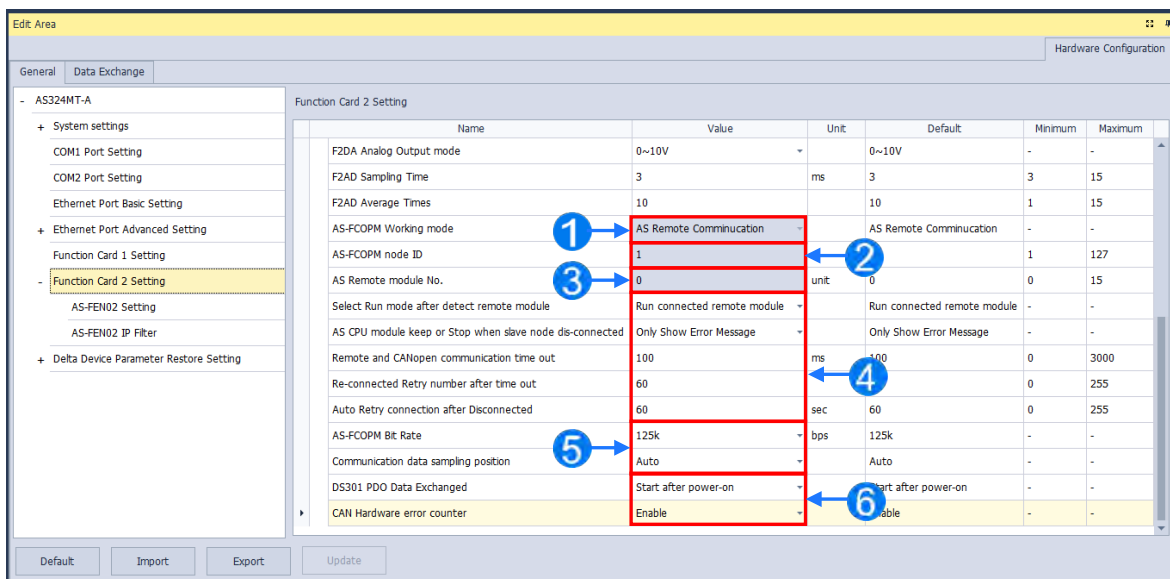 Edit Area
Hardware Configuration
General Data Exchange
- AS324MT-A
+ System settings
COM1 Port Setting
COM2 Port Setting
Ethernet Port Basic Setting
+ Ethernet Port Advanced Setting
Function Card 1 Setting
- Function Card 2 Setting
AS-FEN02 Setting
AS-FEN02 IP Filter
+ Delta Device Parameter Restore Setting
Function Card 2 Setting
Name Value Unit Default Minimum Maximum
F2DA Analog Output mode 0~10V 0~10V - -
F2AD Sampling Time 3 ms 3 3 15
F2AD Average Times 10 10 1 15
AS-FCOPM Working mode 1 AS Remote Comminucation AS Remote Comminucation - -
AS-FCOPM node ID 1 2 1 127
AS Remote module No. 3 0 unit 0 0 15
Select Run mode after detect remote module Run connected remote module Run connected remote module - -
AS CPU module keep or Stop when slave node dis-connected Only Show Error Message Only Show Error Message - -
Remote and CANopen communication time out 100 ms 100 0 3000
4
Re-connected Retry number after time out 60 0 255
Auto Retry connection after Disconnected 60 sec 60 0 255
AS-FCOPM Bit Rate 125k bps 125k - -
5
Communication data sampling position Auto Auto - -
DS301 PDO Data Exchanged Start after power-on Start after power-on - -
6
CAN Hardware error counter Enable Enable - -
Default Import Export Update